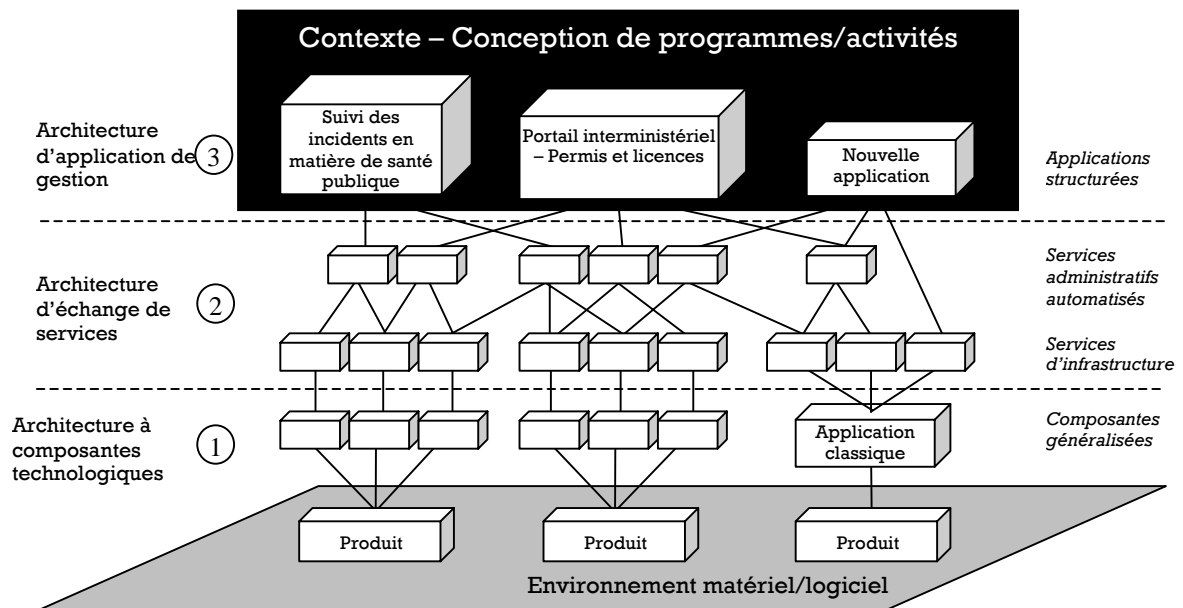 Contexte – Conception de programmes/activités
Architecture
d'application de
gestion
3
Suivi des
incidents en
matière de santé
publique
Portail interministériel
– Permis et licences
Nouvelle
application
Applications
structurées
Architecture
d'échange de
services
2
Services
administratifs
automatisés
Services
d'infrastructure
Architecture à
composantes
technologiques
1
Application
classique
Composantes
généralisées
Produit
Produit
Produit
Environnement matériel/logiciel